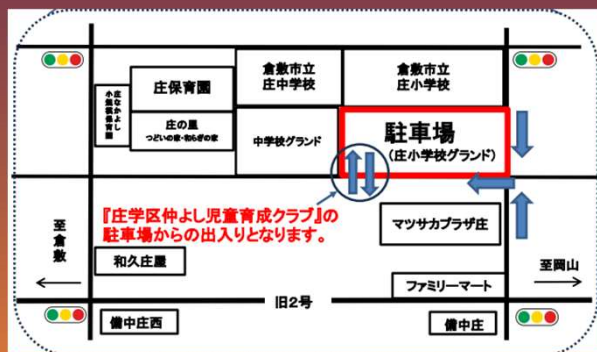 倉敷市立
庄中学校
倉敷市立
庄小学校
庄保育園
庄なかよし
小規模保育園
庄の里
つどいの家・和らぎの家
中学校グランド
駐車場
(庄小学校グランド)
『庄学区仲よし児童育成クラブ』の
駐車場からの出入りとなります。
マツサカプラザ庄
至倉敷
和久庄屋
至岡山
ファミリーマート
旧2号
備中庄西
備中庄